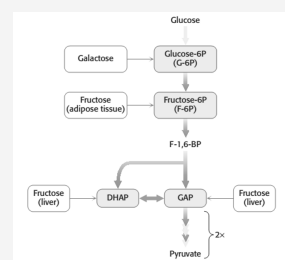 Glucose
Galactose
Glucose-6P
(G-6P)
Fructose
(adipose tissue)
Fructose-6P
(F-6P)
F-1,6-BP
Fructose
(liver)
DHAP
GAP
Fructose
(liver)
2×
Pyruvate